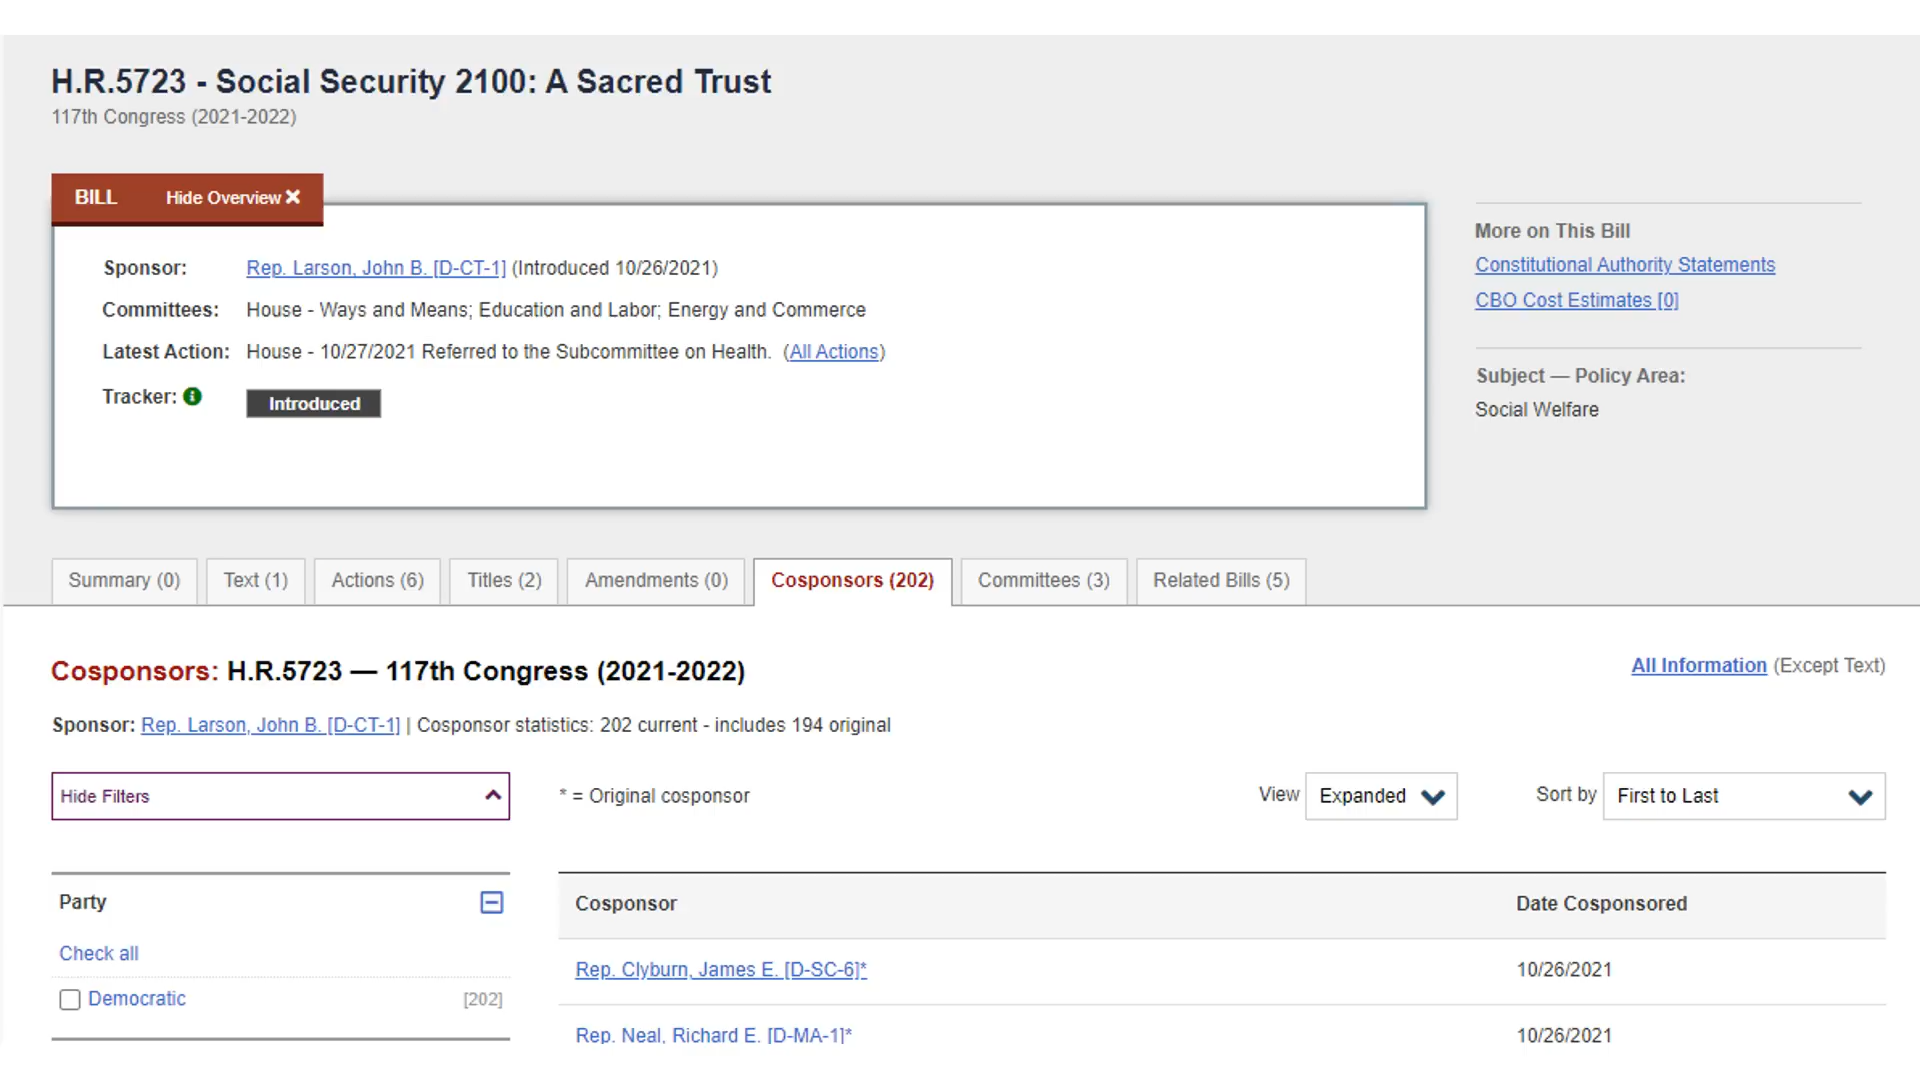 H.R.5723 - Social Security 2100: A Sacred Trust
117th Congress (2021-2022)
BILL Hide Overview ✕
Sponsor: Rep. Larson, John B. [D-CT-1] (Introduced 10/26/2021)
Committees: House - Ways and Means; Education and Labor; Energy and Commerce
Latest Action: House - 10/27/2021 Referred to the Subcommittee on Health. (All Actions)
Tracker: Introduced
More on This Bill
Constitutional Authority Statements
CBO Cost Estimates [0]
Subject — Policy Area:
Social Welfare
Summary (0) Text (1) Actions (6) Titles (2) Amendments (0) Cosponsors (202) Committees (3) Related Bills (5)
Cosponsors: H.R.5723 — 117th Congress (2021-2022)
All Information (Except Text)
Sponsor: Rep. Larson, John B. [D-CT-1] | Cosponsor statistics: 202 current - includes 194 original
Hide Filters
* = Original cosponsor
View Expanded
Sort by First to Last
Party
Check all
Democratic [202]
Cosponsor Date Cosponsored
Rep. Clyburn, James E. [D-SC-6]* 10/26/2021
Rep. Neal, Richard E. [D-MA-1]* 10/26/2021